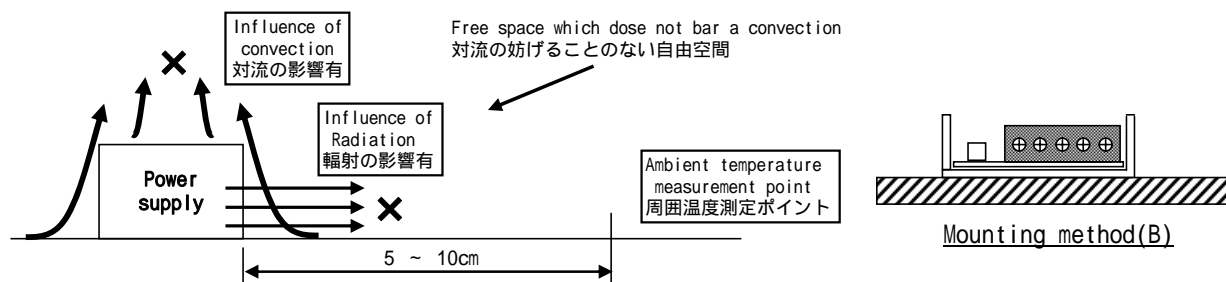 Influence of
convection
対流の影響有
Free space which dose not bar a convection
対流の妨げることのない自由空間
Influence of
Radiation
輻射の影響有
Power
supply
Ambient temperature
measurement point
周囲温度測定ポイント
5 ~ 10cm
Mounting method(B)